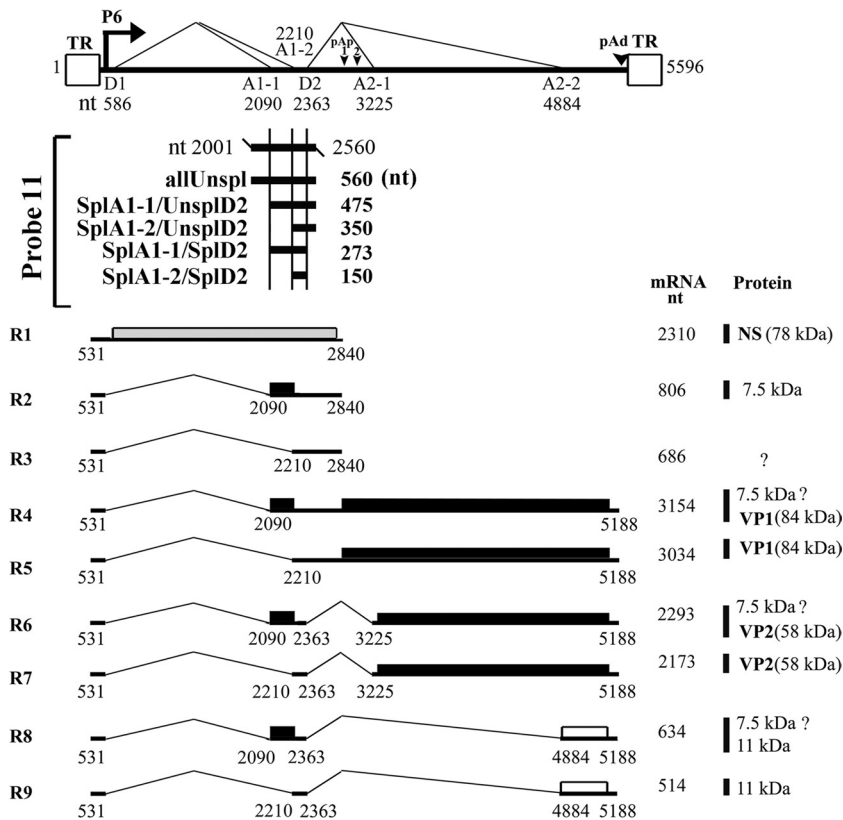 P6
TR
2210
A1-2
pAp
1 2
pAd
TR
1
5596
D1
A1-1
D2
A2-1
A2-2
nt 586
2090
2363
3225
4884
Probe 11
nt 2001
2560
allUnspl
560 (nt)
SplA1-1/UnsplD2
475
SplA1-2/UnsplD2
350
SplA1-1/SplD2
273
SplA1-2/SplD2
150
mRNA
nt
Protein
R1
531
2840
2310
NS (78 kDa)
R2
531
2090
2840
806
7.5 kDa
R3
531
2210
2840
686
?
R4
531
2090
5188
3154
7.5 kDa ?
VP1 (84 kDa)
R5
531
2210
5188
3034
VP1 (84 kDa)
R6
531
2090
2363
3225
5188
2293
7.5 kDa ?
VP2 (58 kDa)
R7
531
2210
2363
3225
5188
2173
VP2 (58 kDa)
R8
531
2090
2363
4884
5188
634
7.5 kDa ?
11 kDa
R9
531
2210
2363
4884
5188
514
11 kDa